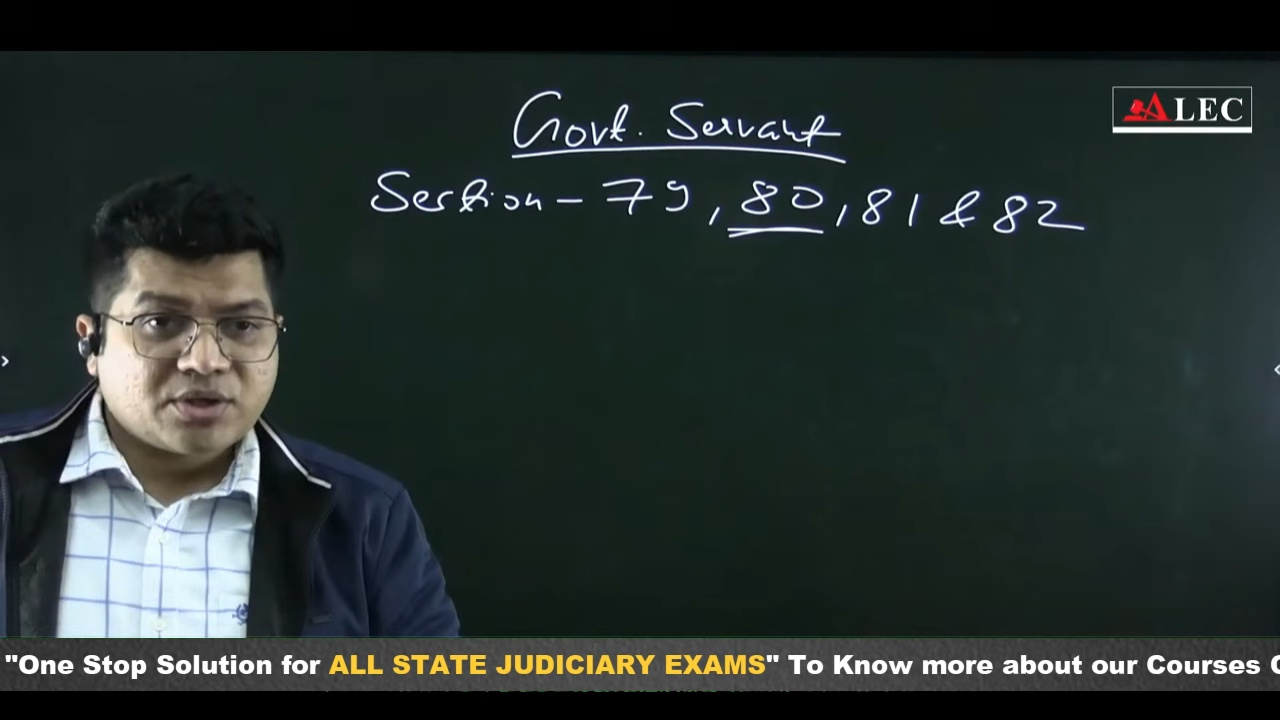 Govt. Servant
ALEC
Section - 79, 80, 81 & 82
"One Stop Solution for ALL STATE JUDICIARY EXAMS" To Know more about our Courses C